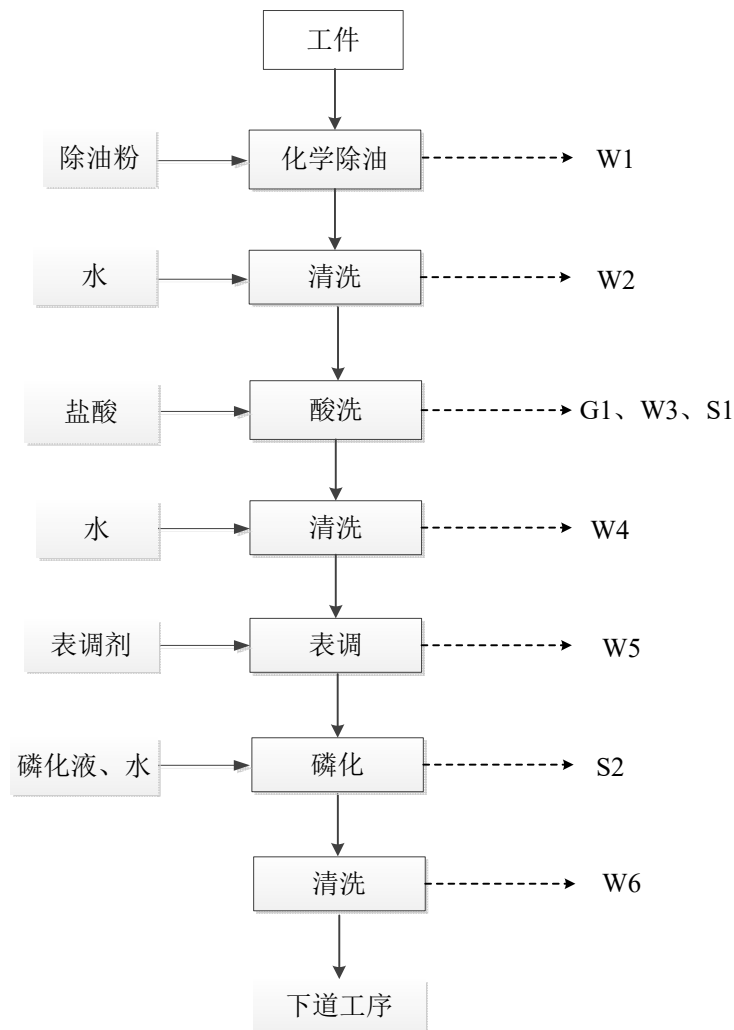 工件
除油粉
化学除油
W1
水
清洗
W2
盐酸
酸洗
G1、W3、S1
水
清洗
W4
表调剂
表调
W5
磷化液、水
磷化
S2
清洗
W6
下道工序